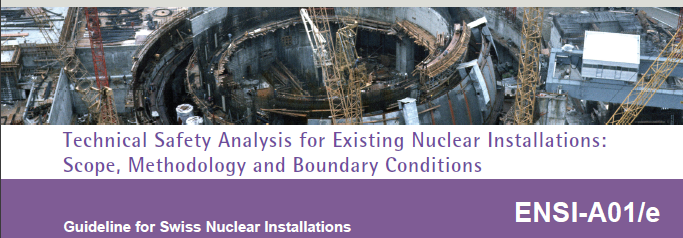 Technical Safety Analysis for Existing Nuclear Installations:
Scope, Methodology and Boundary Conditions
ENSI-A01/e
Guideline for Swiss Nuclear Installations